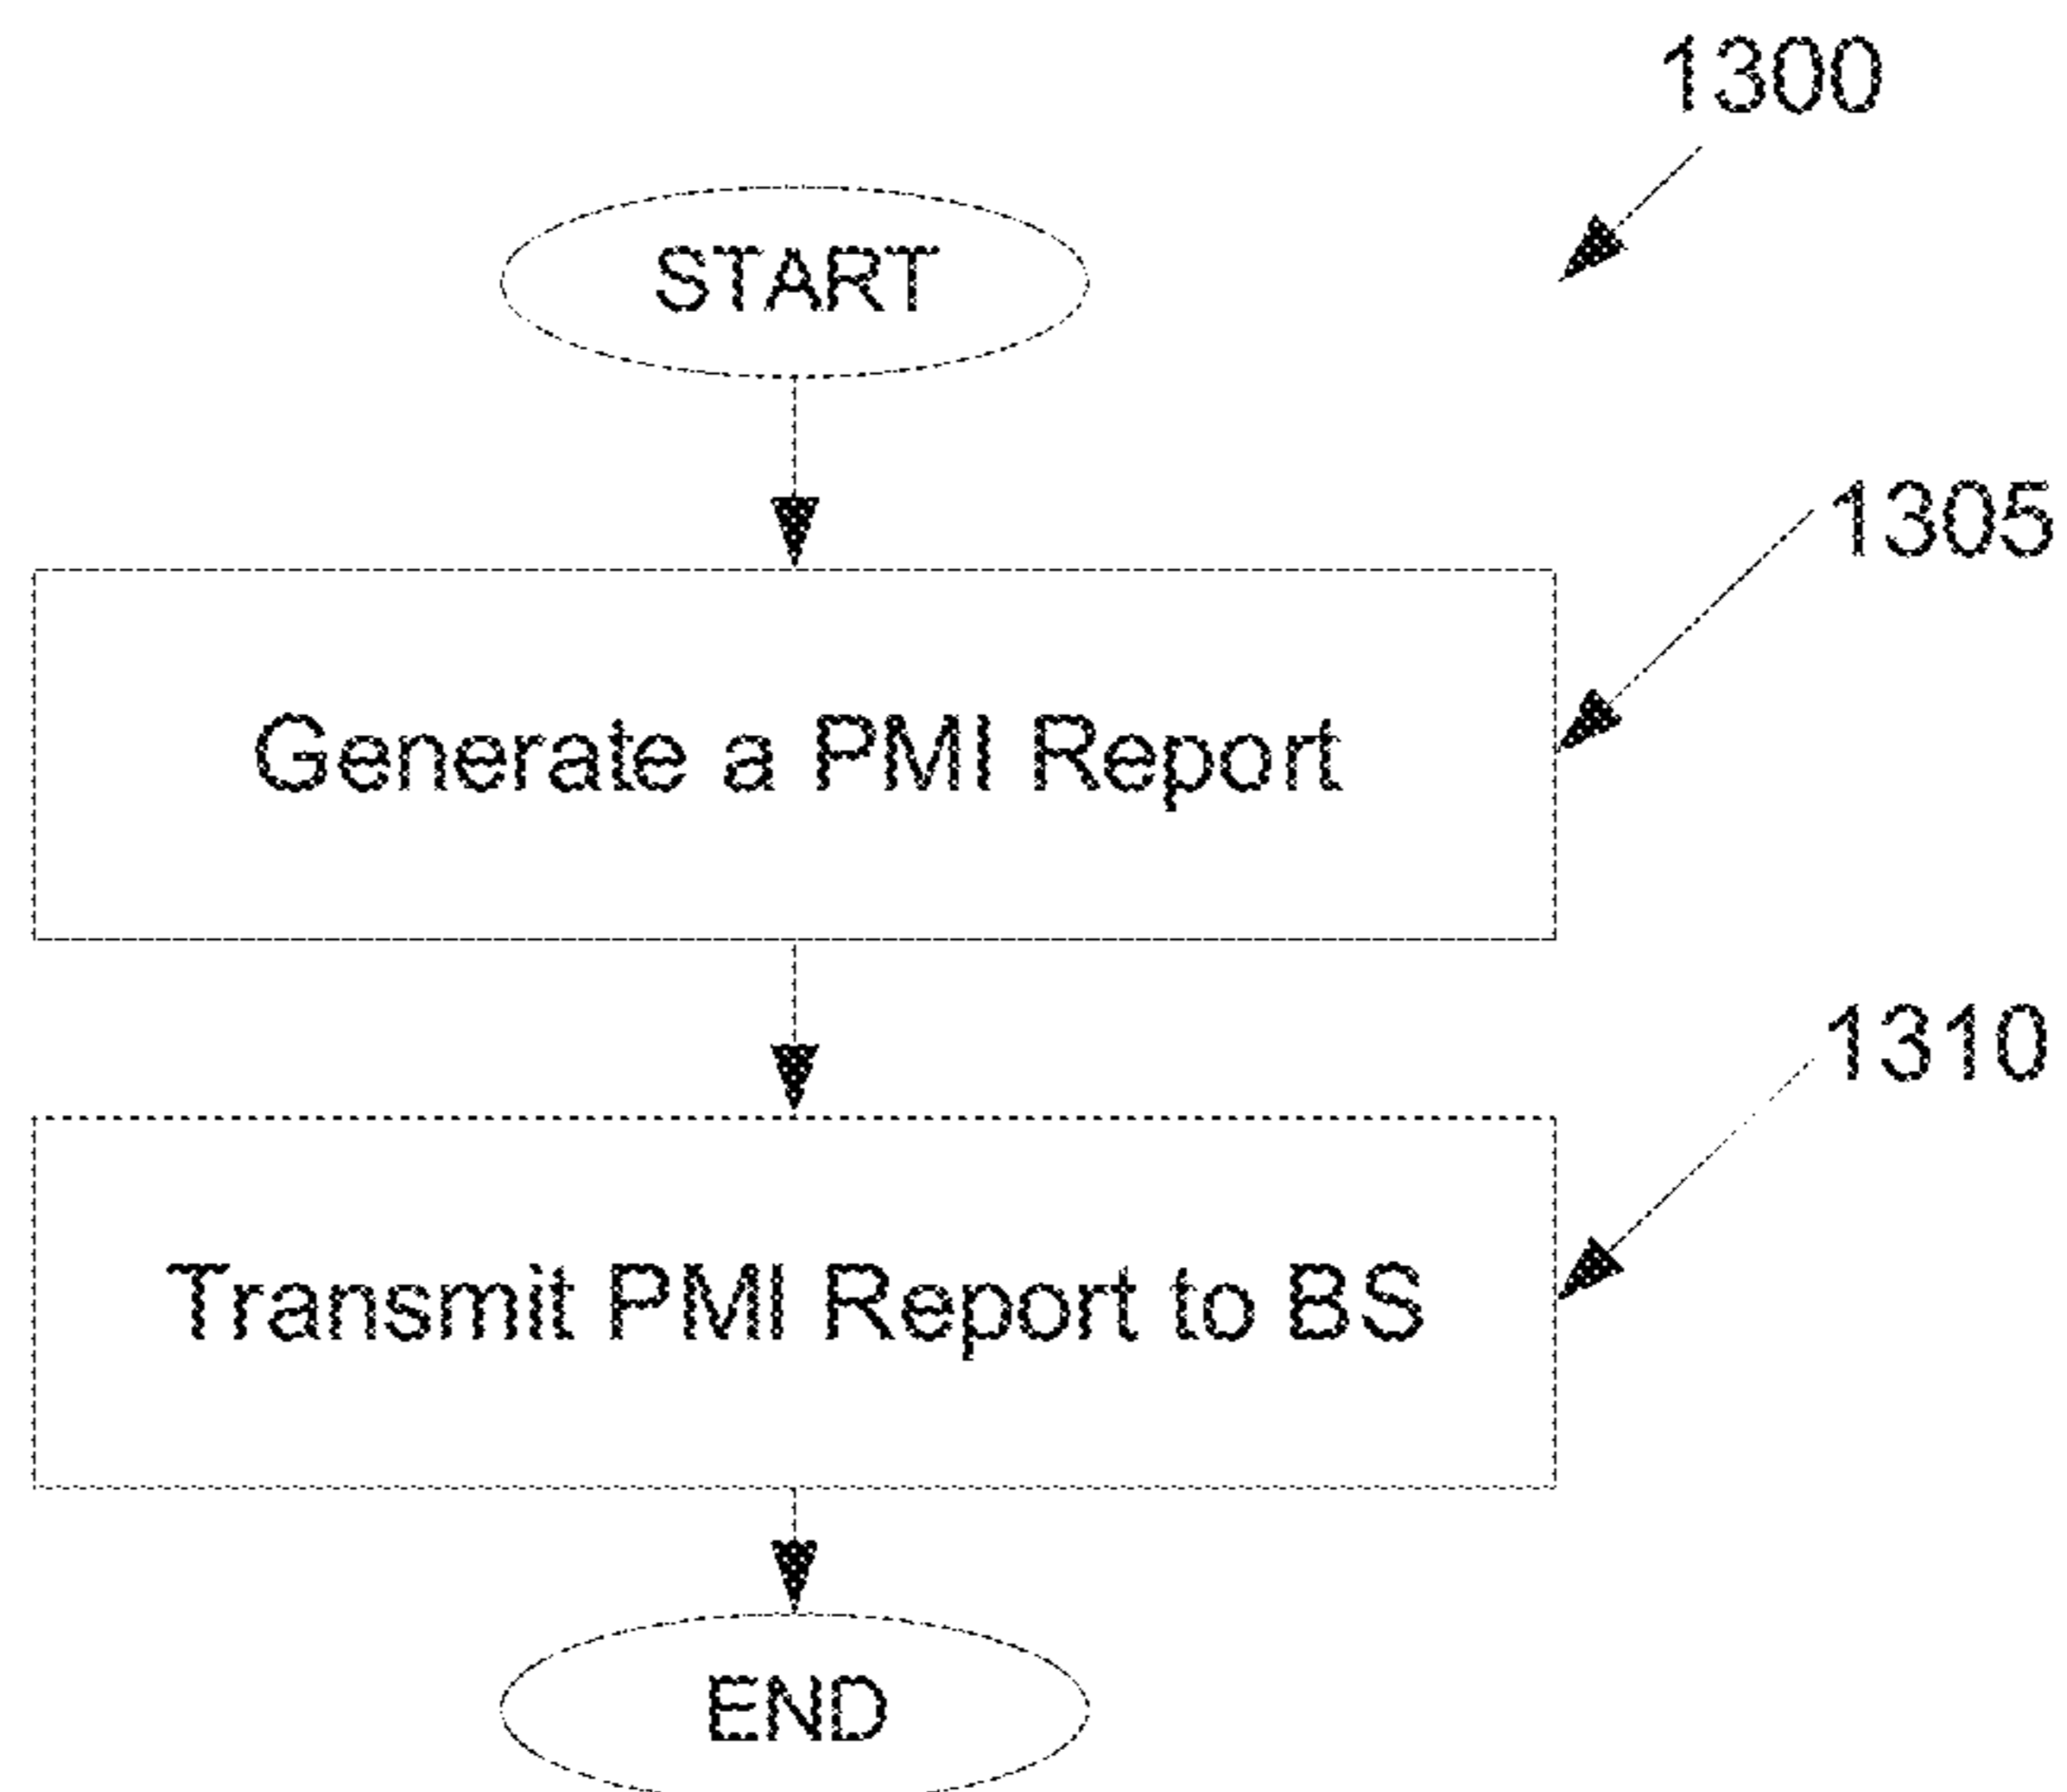 1300
START
1305
Generate a PMI Report
1310
Transmit PMI Report to BS
END